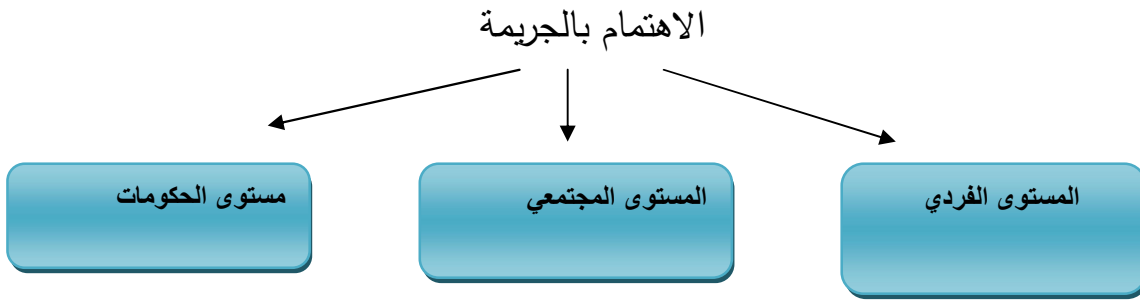 الاهتمام بالجريمة
المستوى الفردي
المستوى المجتمعي
مستوى الحكومات